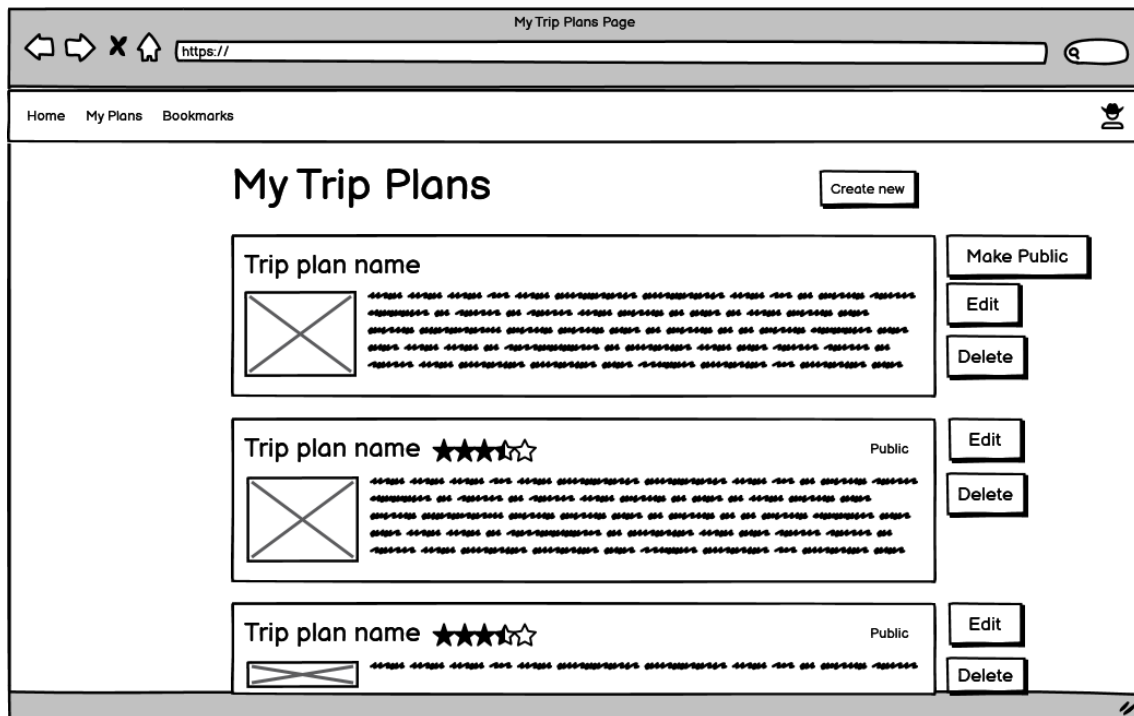 My Trip Plans Page
https://
Home My Plans Bookmarks
My Trip Plans Create new
Trip plan name Make Public
Edit
Delete
Trip plan name Public Edit
Delete
Trip plan name Public Edit
Delete